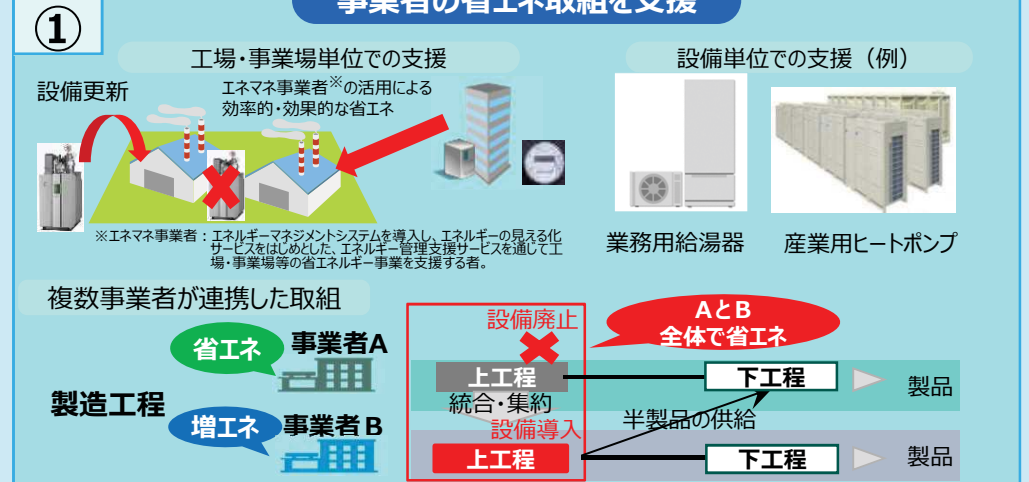 事業者の省エネ取組を支援
①
工場・事業場単位での支援
設備更新
エネマネ事業者※の活用による
効率的・効果的な省エネ
※エネマネ事業者：エネルギーマネジメントシステムを導入し、エネルギーの見える化
サービスをはじめとした、エネルギー管理支援サービスを通じて工
場・事業場等の省エネルギー事業を支援する者。
設備単位での支援（例）
業務用給湯器
産業用ヒートポンプ
複数事業者が連携した取組
製造工程
省エネ
事業者A
増エネ
事業者B
設備廃止
AとB
全体で省エネ
上工程
下工程
製品
統合・集約
設備導入
半製品の供給
上工程
下工程
製品